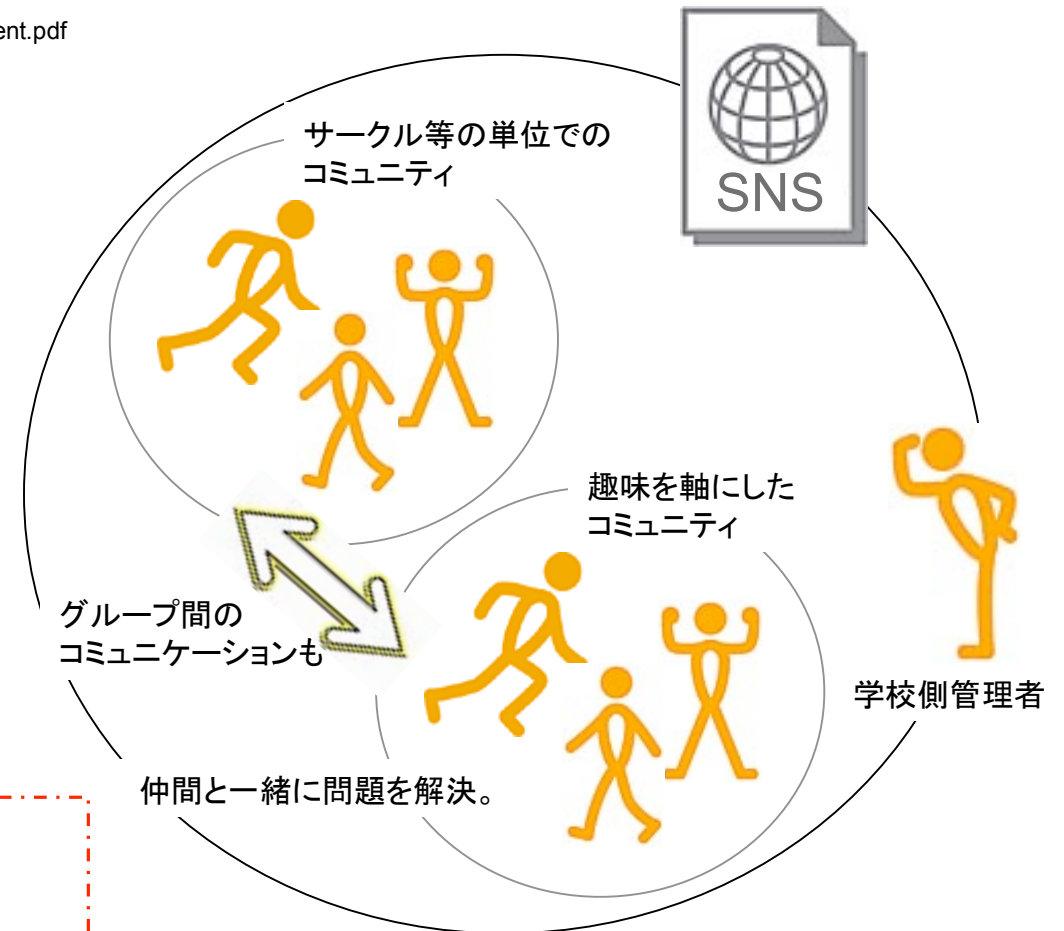 ent.pdf
サークル等の単位での
コミュニティ
SNS
趣味を軸にした
コミュニティ
グループ間の
コミュニケーションも
学校側管理者
仲間と一緒に問題を解決。